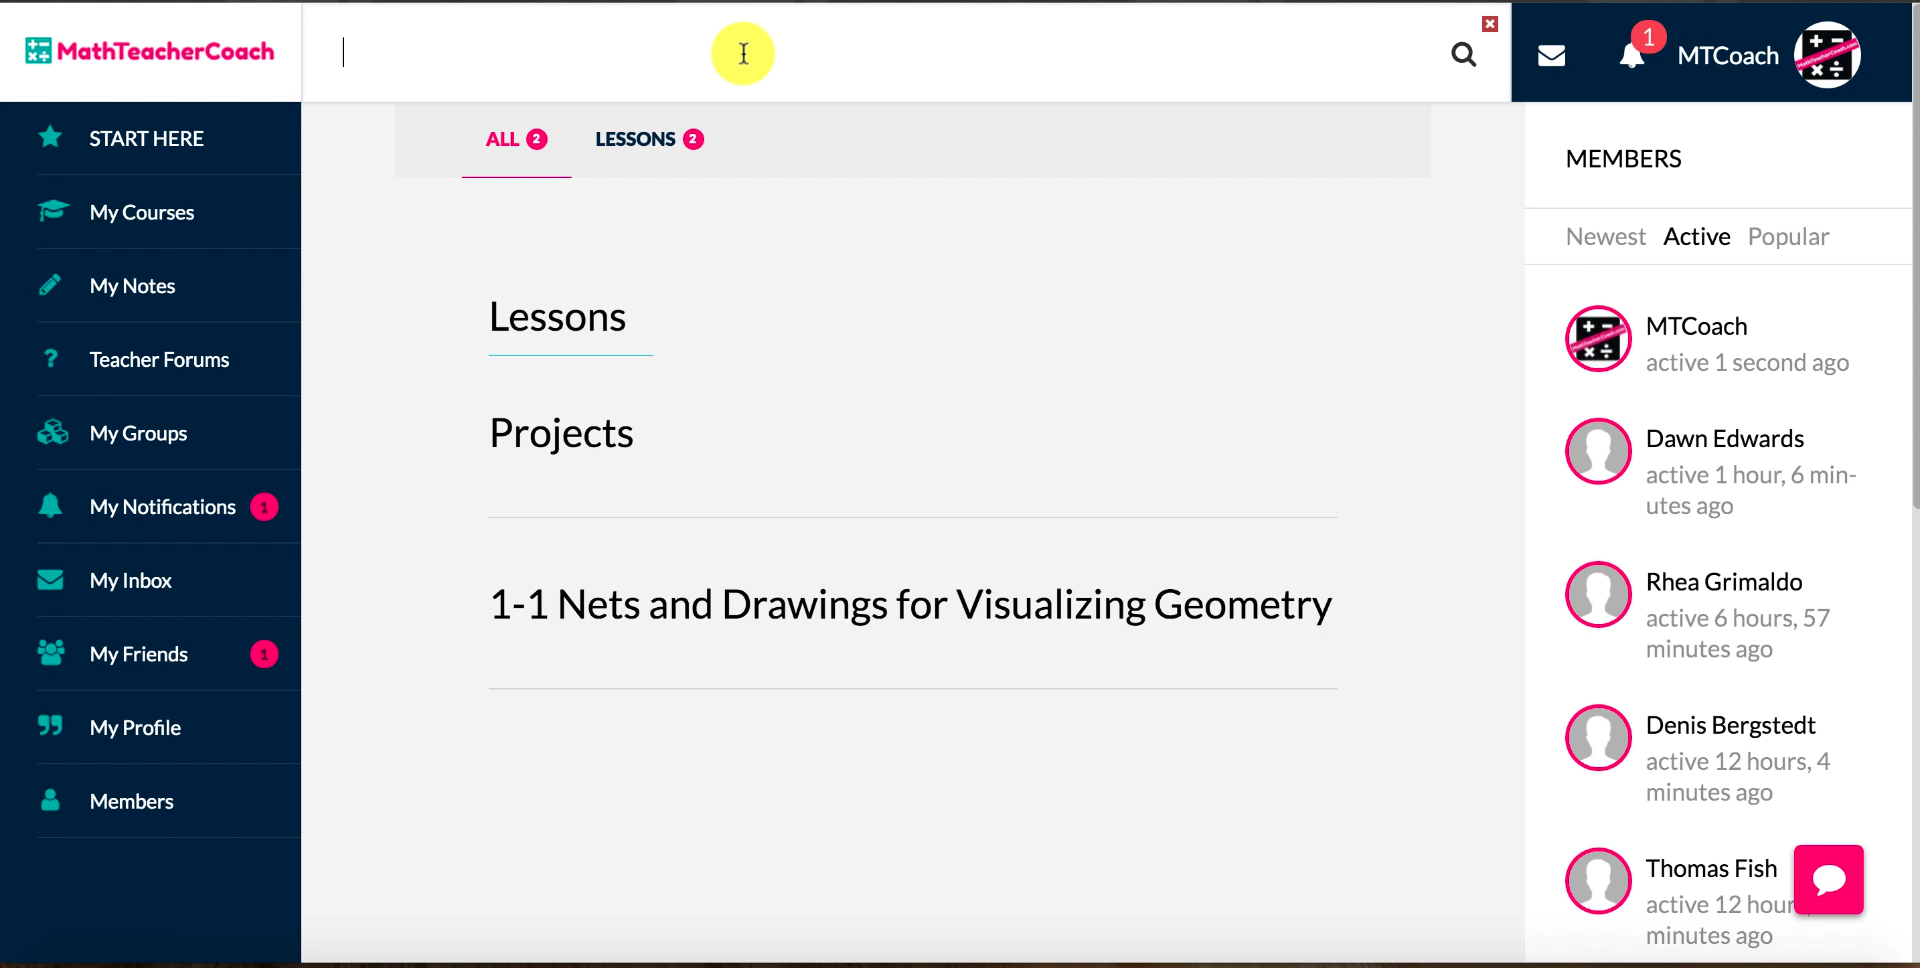 MathTeacherCoach
1
MTCoach
START HERE
My Courses
My Notes
Teacher Forums
My Groups
My Notifications 1
My Inbox
My Friends 1
My Profile
Members
ALL 2 LESSONS 2
Lessons
Projects
1-1 Nets and Drawings for Visualizing Geometry
MEMBERS
Newest Active Popular
MTCoach
active 1 second ago
Dawn Edwards
active 1 hour, 6 min-
utes ago
Rhea Grimaldo
active 6 hours, 57
minutes ago
Denis Bergstedt
active 12 hours, 4
minutes ago
Thomas Fish
active 12 hour
minutes ago